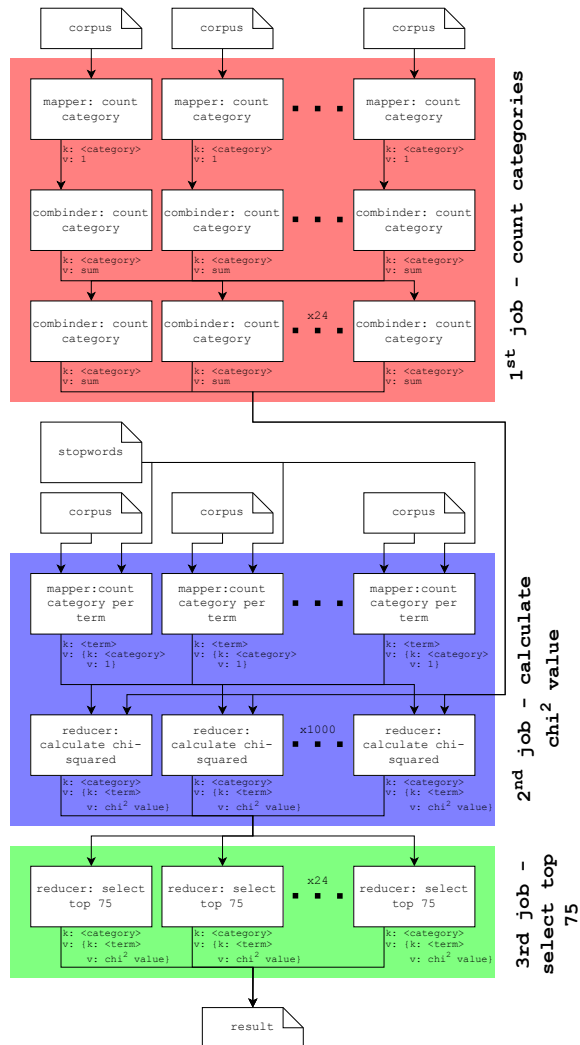 corpus corpus corpus
mapper: count category mapper: count category mapper: count category
k: <category> k: <category> k: <category>
v: 1 v: 1 v: 1
combinder: count category combinder: count category combinder: count category
k: <category> k: <category> k: <category>
v: sum v: sum v: sum
x24
combinder: count category combinder: count category combinder: count category
k: <category> k: <category> k: <category>
v: sum v: sum v: sum
1st job - count categories
stopwords
corpus corpus corpus
mapper:count category per term mapper:count category per term mapper:count category per term
k: <term> k: <term> k: <term>
v: {k: <category> v: {k: <category> v: {k: <category>
v: 1} v: 1} v: 1}
x1000
reducer: calculate chi-squared reducer: calculate chi-squared reducer: calculate chi-squared
k: <category> k: <category> k: <category>
v: {k: <term> v: {k: <term> v: {k: <term>
v: chi2 value} v: chi2 value} v: chi2 value}
2nd job - calculate
chi2 value
x24
reducer: select top 75 reducer: select top 75 reducer: select top 75
k: <category> k: <category> k: <category>
v: {k: <term> v: {k: <term> v: {k: <term>
v: chi2 value} v: chi2 value} v: chi2 value}
3rd job -
select top
75
result